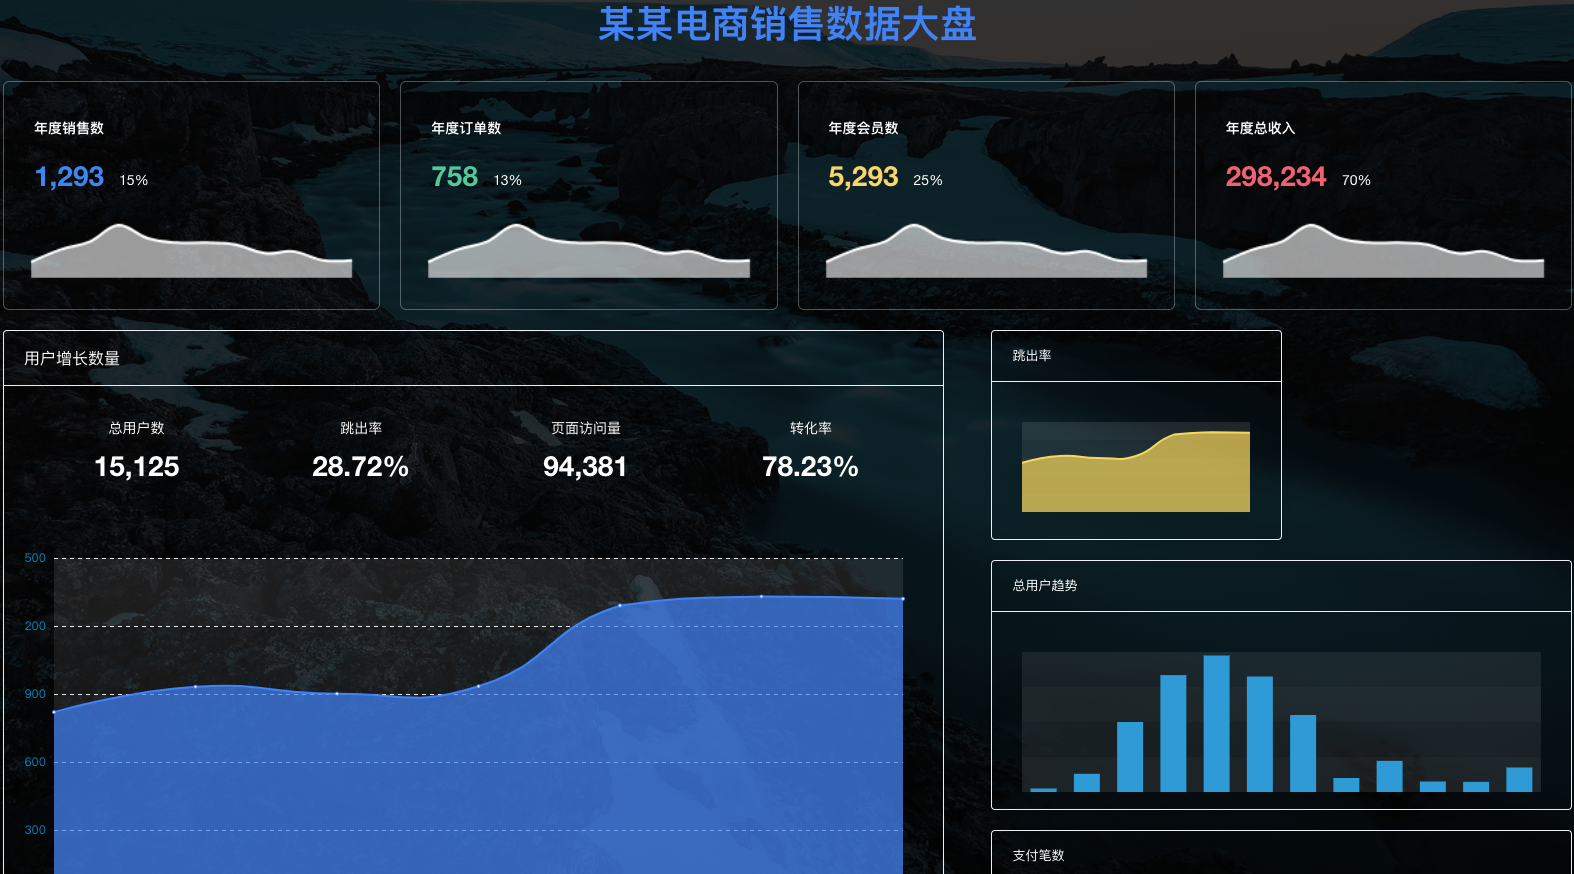 某某电商销售数据大盘
年度销售数
1,293 15%
年度订单数
758 13%
年度会员数
5,293 25%
年度总收入
298,234 70%
用户增长数量
总用户数
15,125
跳出率
28.72%
页面访问量
94,381
转化率
78.23%
500
200
900
600
300
跳出率
总用户趋势
支付笔数